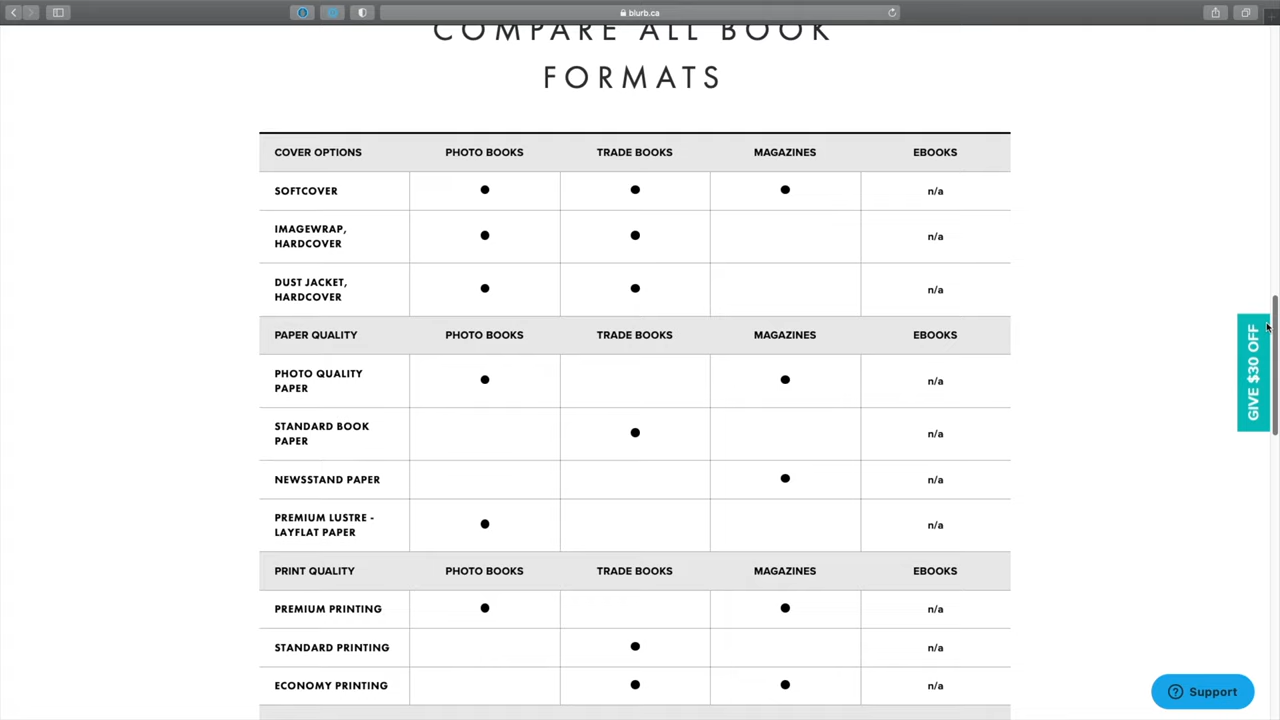 blurb.ca
COMPARE ALL BOOK
FORMATS
COVER OPTIONS PHOTO BOOKS TRADE BOOKS MAGAZINES EBOOKS
SOFTCOVER ● ● ● n/a
IMAGEWRAP,
HARDCOVER ● ● n/a
DUST JACKET,
HARDCOVER ● ● n/a
PAPER QUALITY PHOTO BOOKS TRADE BOOKS MAGAZINES EBOOKS
PHOTO QUALITY
PAPER ● ● n/a
STANDARD BOOK
PAPER ● n/a
NEWSSTAND PAPER ● n/a
PREMIUM LUSTRE -
LAYFLAT PAPER ● n/a
PRINT QUALITY PHOTO BOOKS TRADE BOOKS MAGAZINES EBOOKS
PREMIUM PRINTING ● ● n/a
STANDARD PRINTING ● n/a
ECONOMY PRINTING ● ● n/a
GIVE $30 OFF
Support